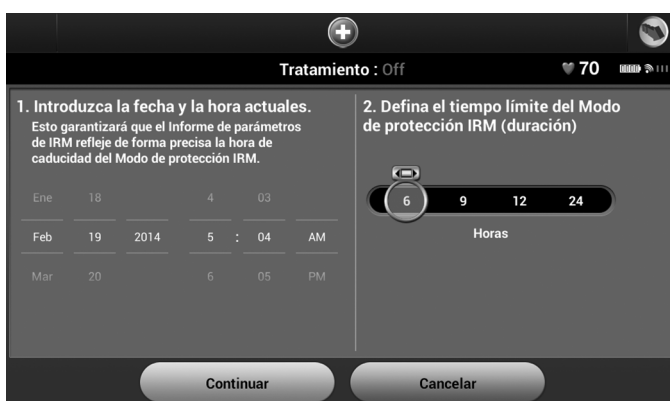 Tratamiento : Off
70
1. Introduzca la fecha y la hora actuales.
Esto garantizará que el Informe de parámetros
de IRM refleje de forma precisa la hora de
caducidad del Modo de protección IRM.
Ene 18 4 03
Feb 19 2014 5 : 04 AM
Mar 20 6 05 PM
2. Defina el tiempo límite del Modo
de protección IRM (duración)
6 9 12 24
Horas
Continuar
Cancelar